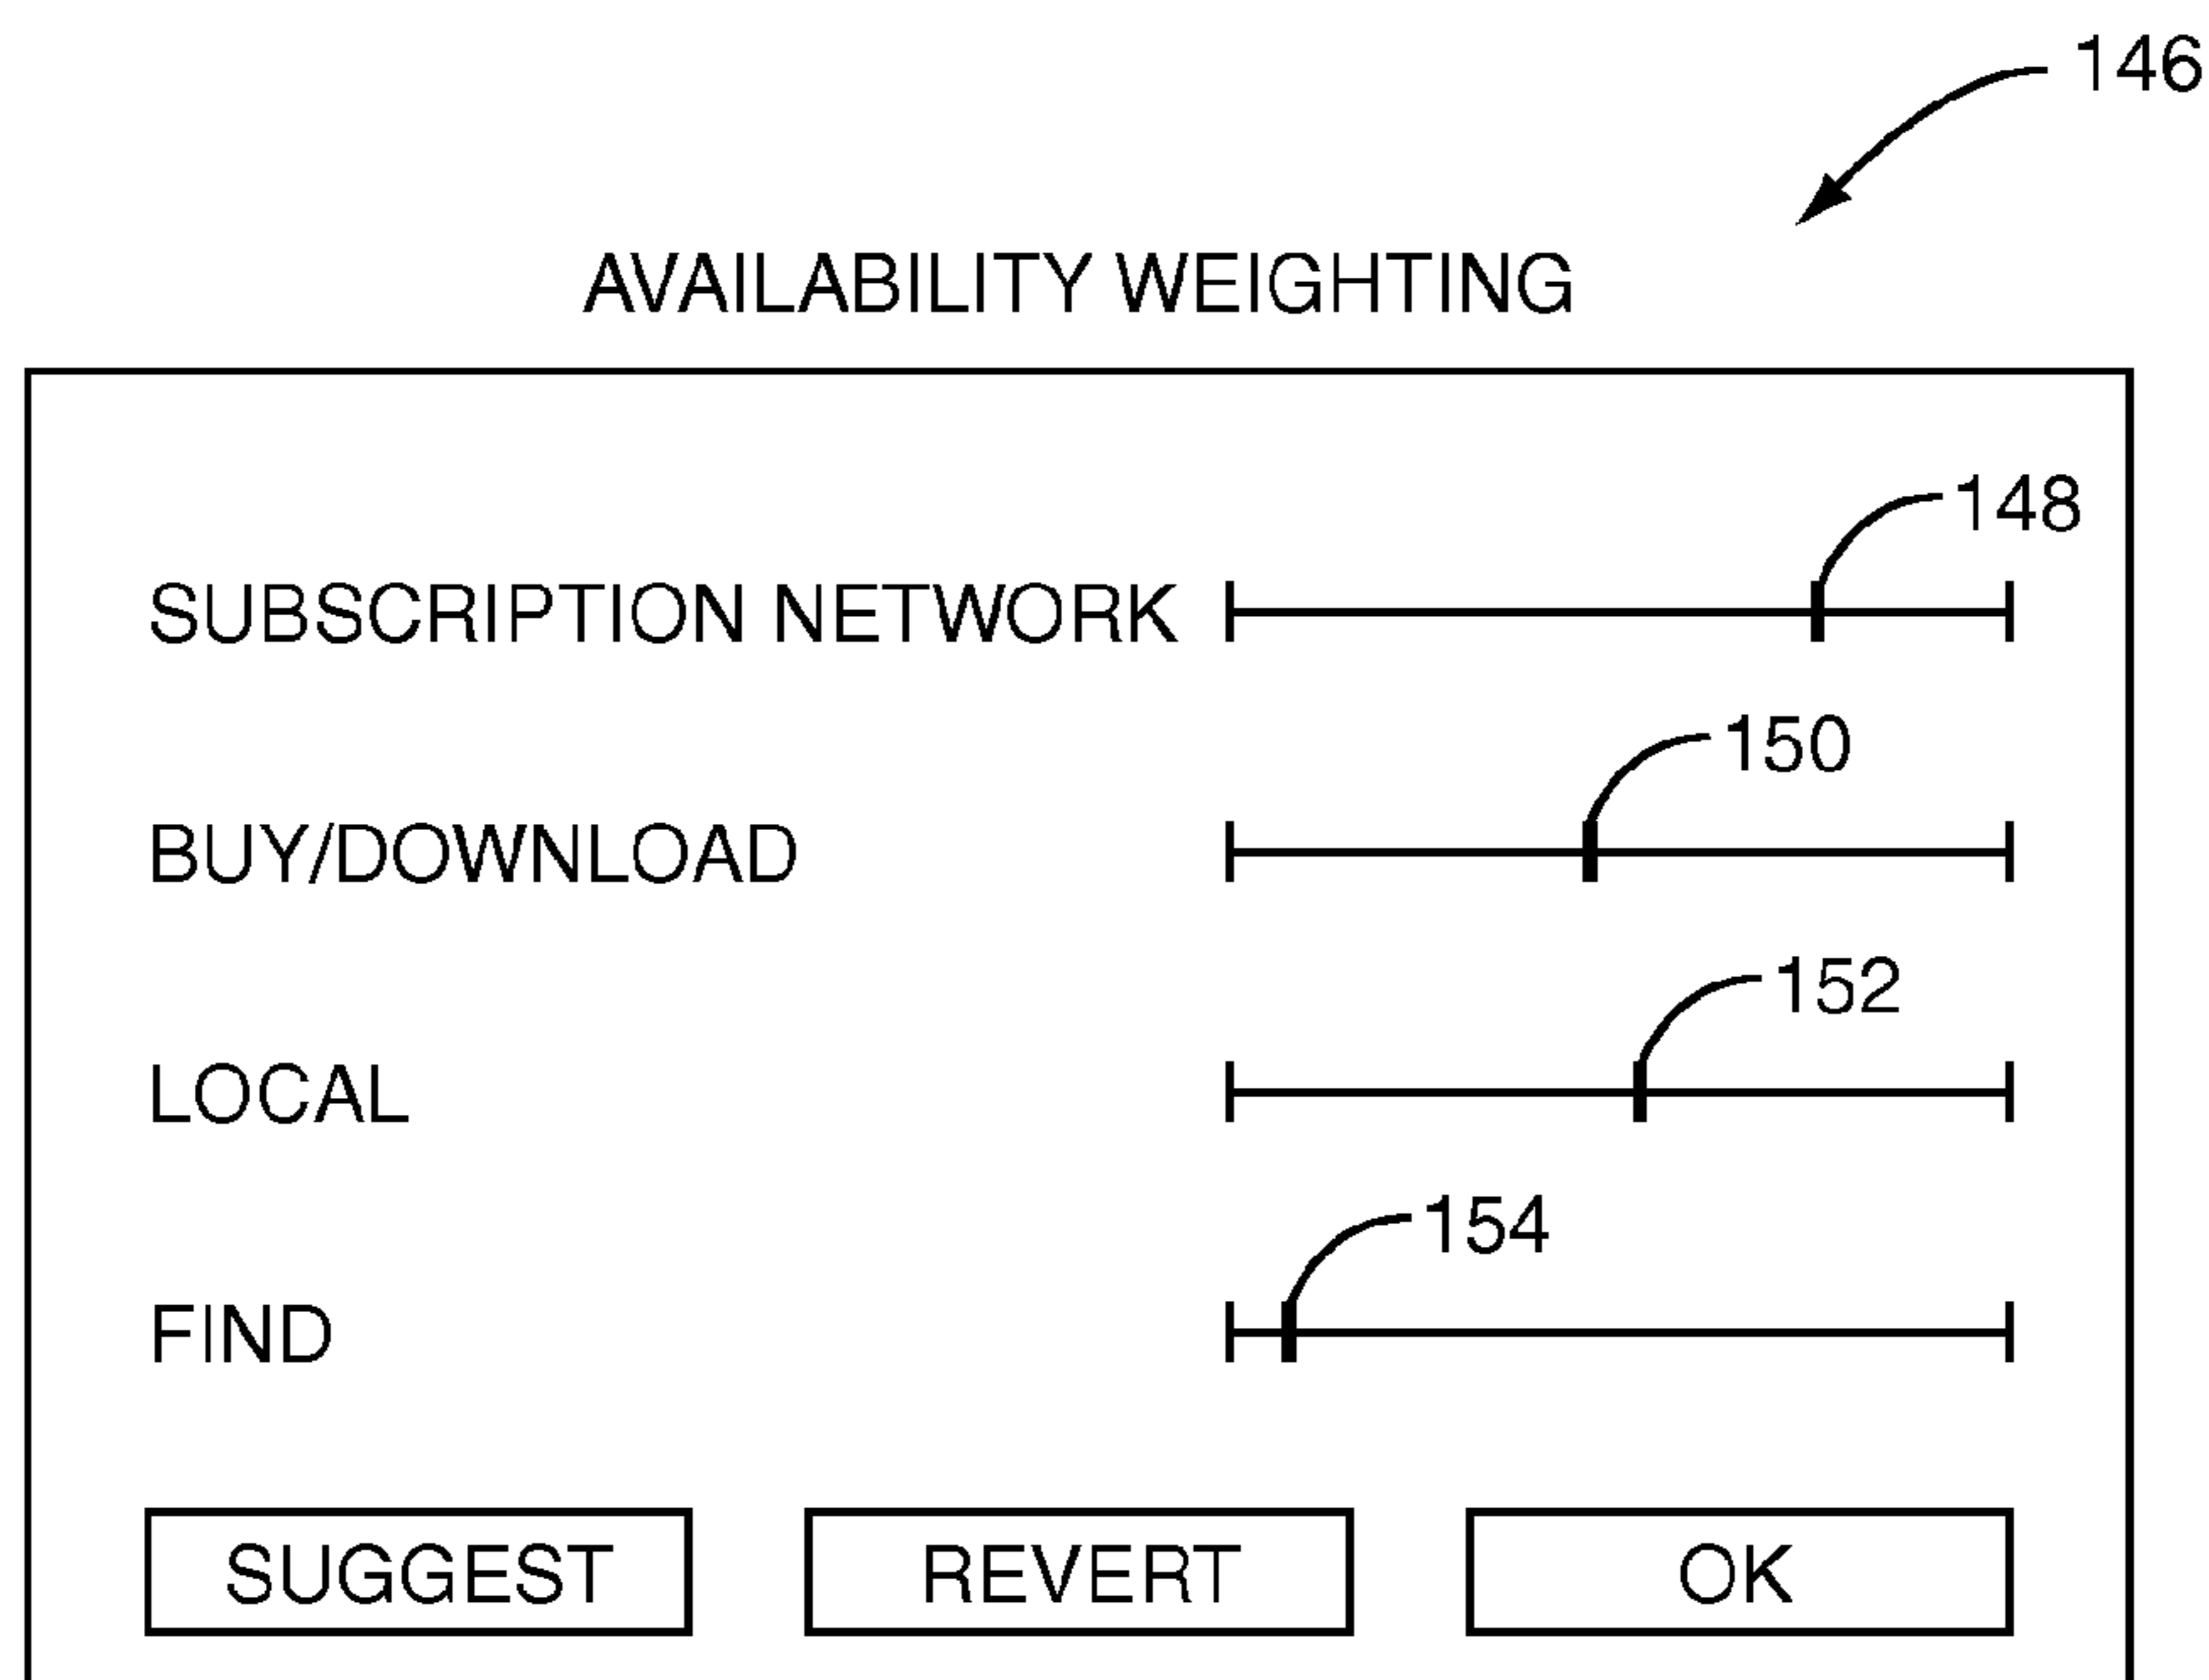 146
AVAILABILITY WEIGHTING
148
SUBSCRIPTION NETWORK
150
BUY/DOWNLOAD
152
LOCAL
154
FIND
SUGGEST REVERT OK